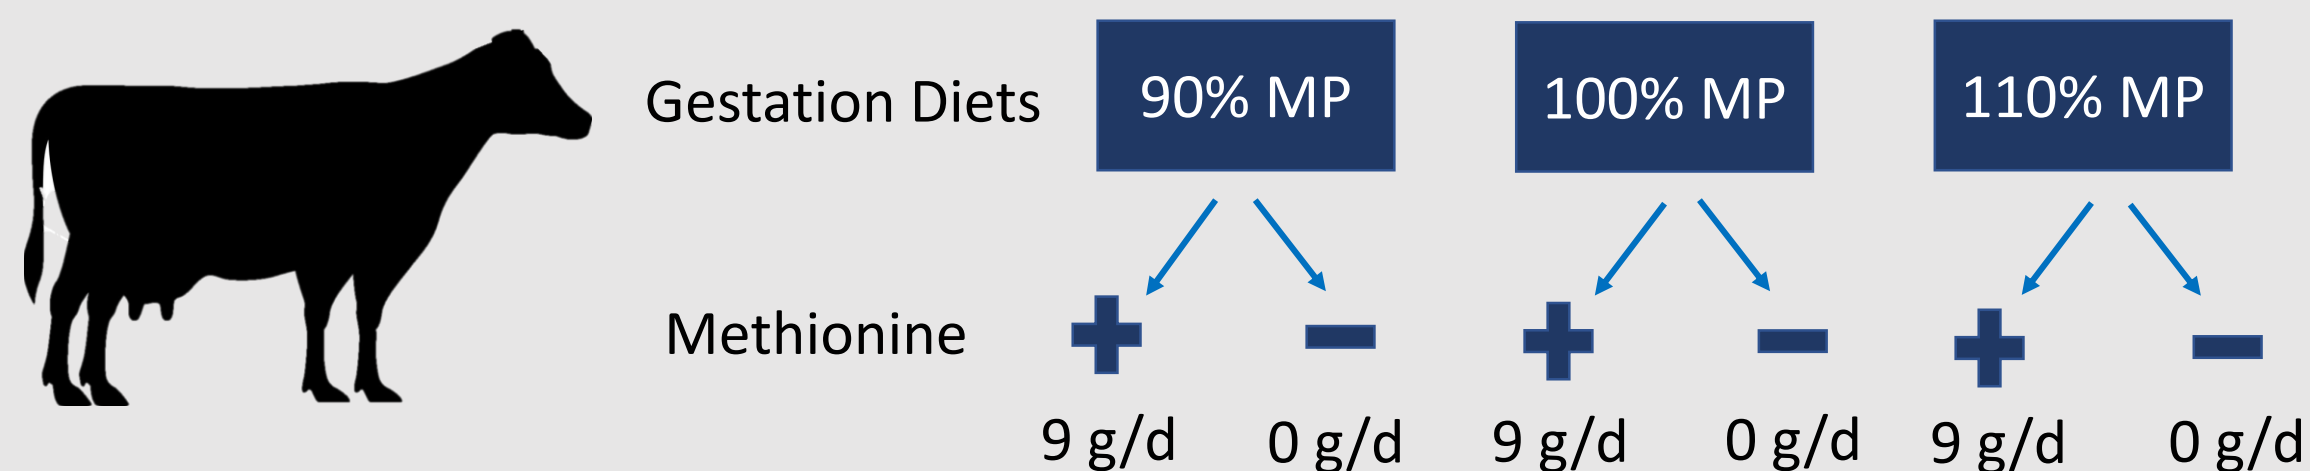 Gestation Diets 90% MP 100% MP 110% MP
Methionine
9 g/d 0 g/d 9 g/d 0 g/d 9 g/d 0 g/d